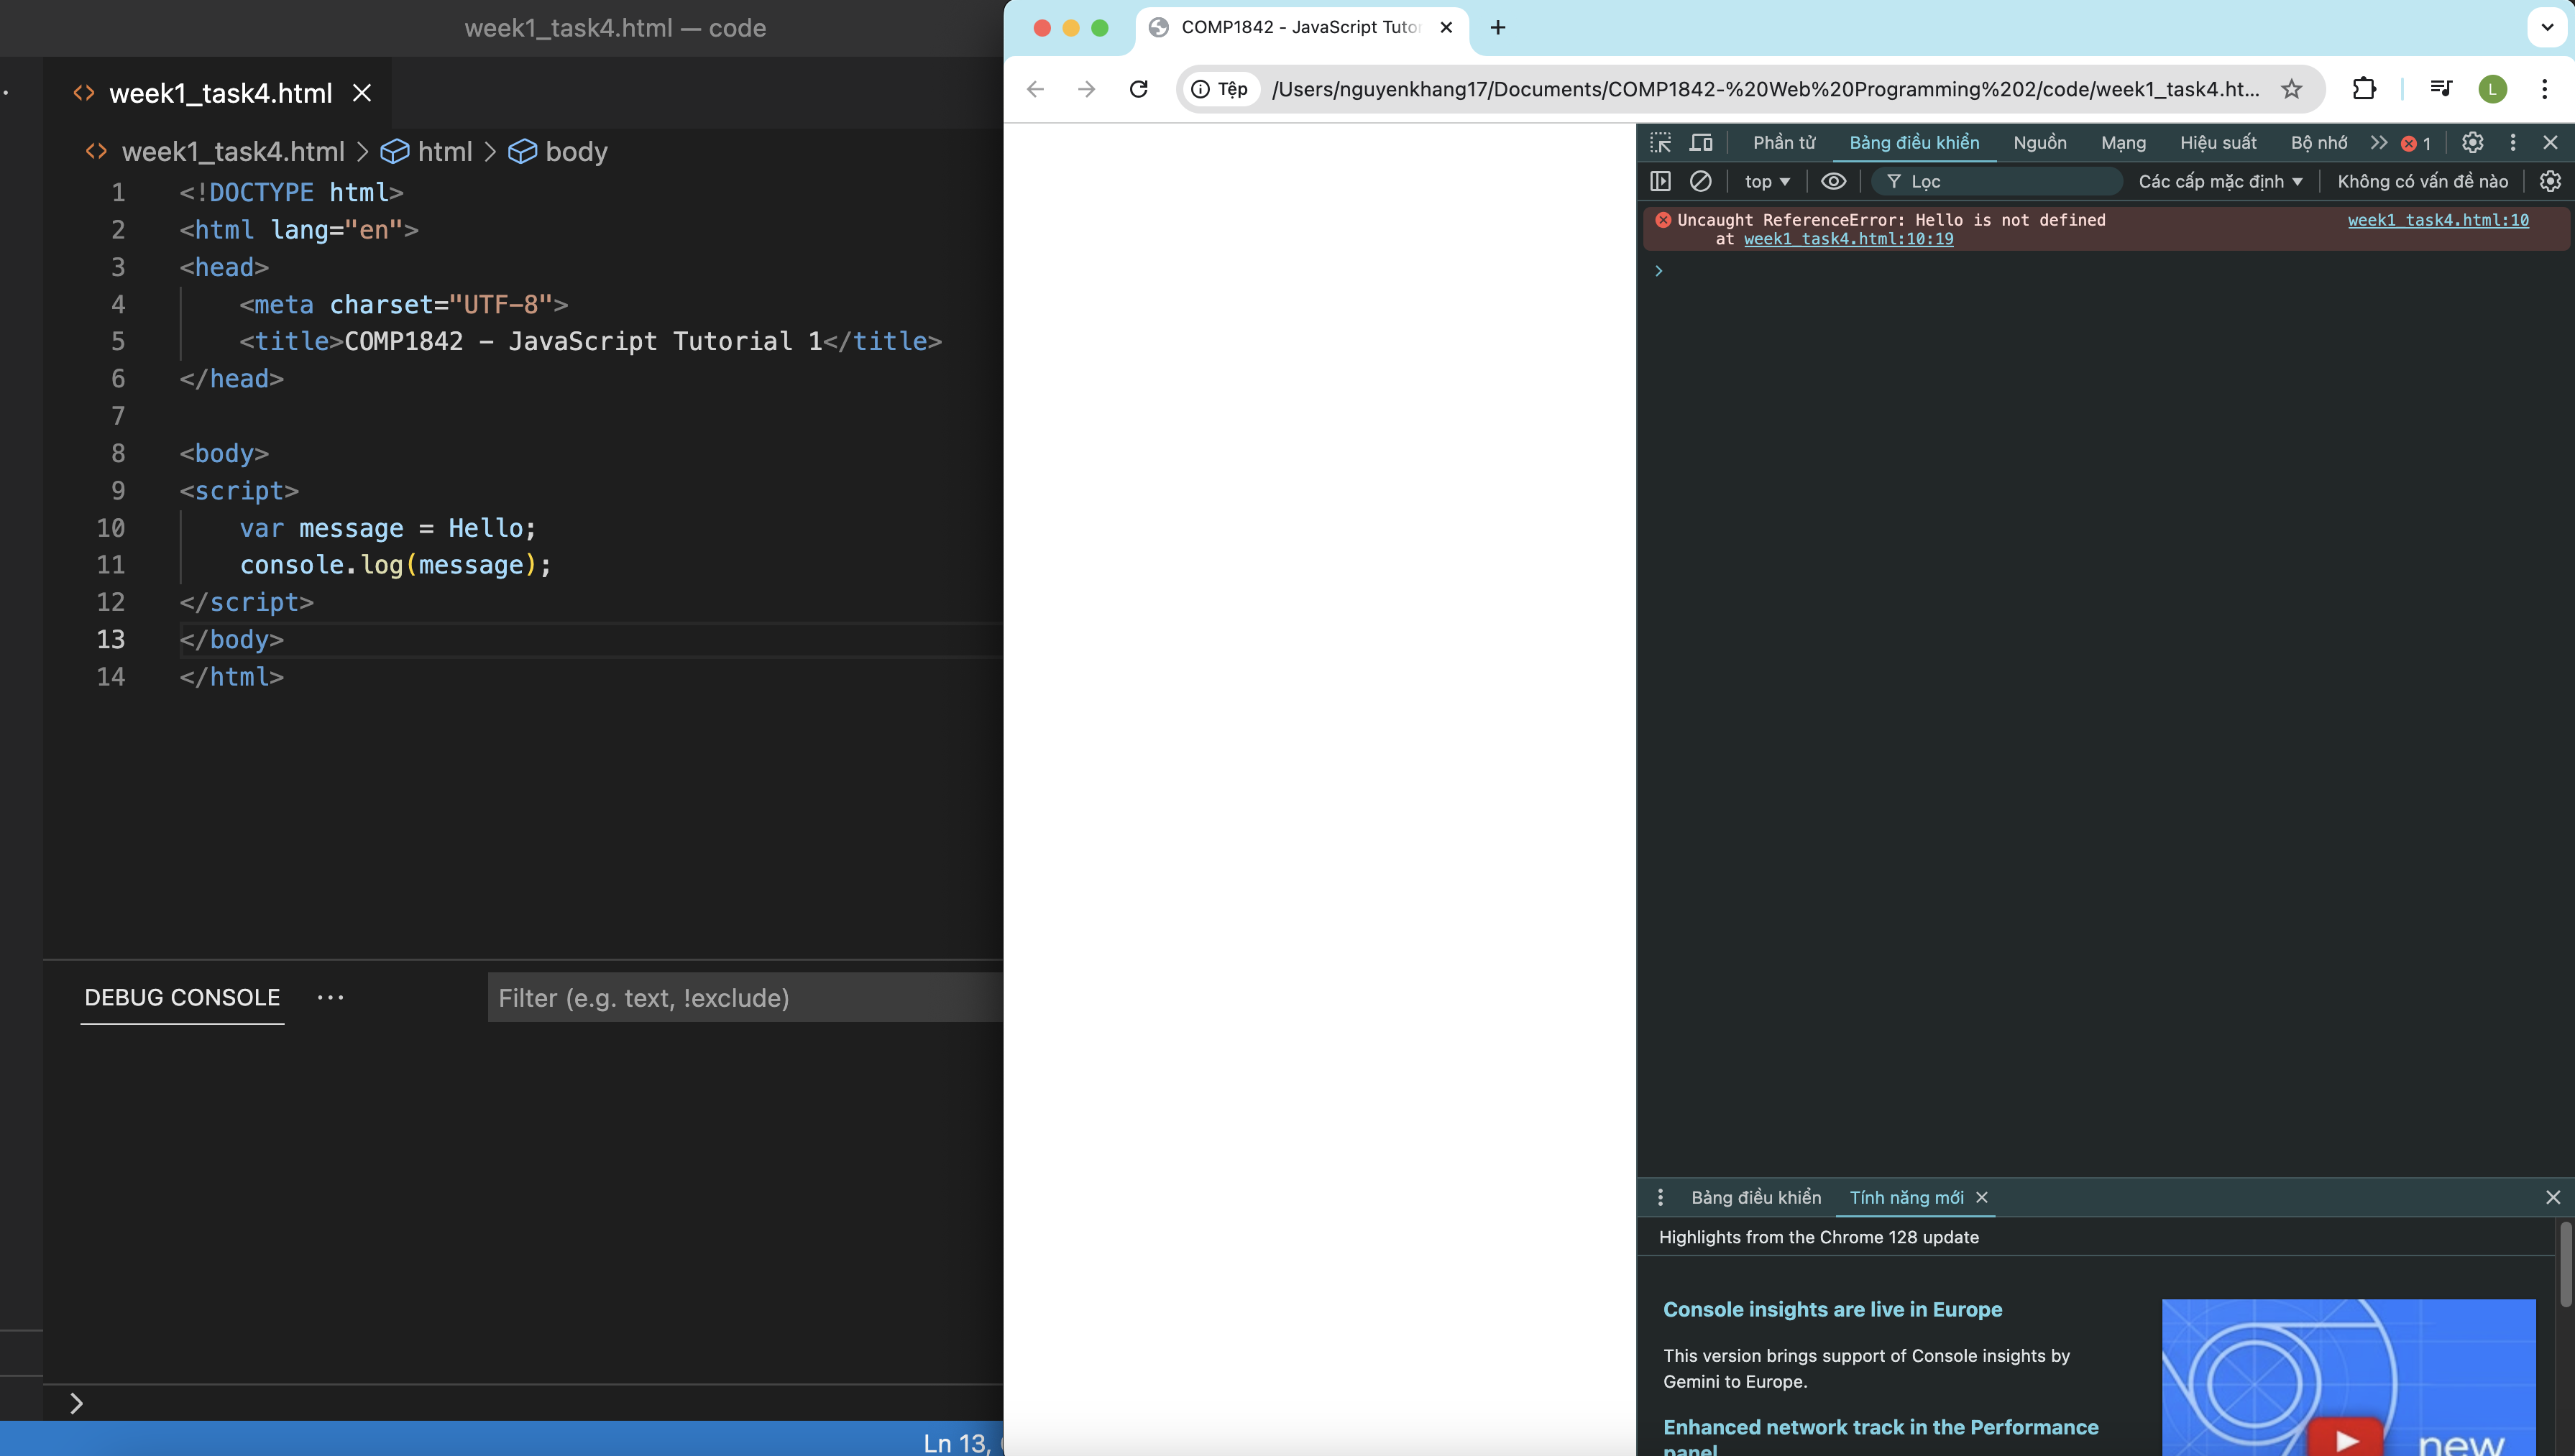 week1_task4.html — code
week1_task4.html
week1_task4.html > html > body
1 <!DOCTYPE html>
2 <html lang="en">
3 <head>
4 <meta charset="UTF-8">
5 <title>COMP1842 - JavaScript Tutorial 1</title>
6 </head>
7
8 <body>
9 <script>
10 var message = Hello;
11 console.log(message);
12 </script>
13 </body>
14 </html>
DEBUG CONSOLE ···
Filter (e.g. text, !exclude)
Ln 13,
COMP1842 - JavaScript Tutor
Tệp /Users/nguyenkhang17/Documents/COMP1842-%20Web%20Programming%202/code/week1_task4.ht...
L
Phần tử Bảng điều khiển Nguồn Mạng Hiệu suất Bộ nhớ 1
top Lọc Các cấp mặc định Không có vấn đề nào
Uncaught ReferenceError: Hello is not defined week1_task4.html:10
at week1_task4.html:10:19
Bảng điều khiển Tính năng mới
Highlights from the Chrome 128 update
Console insights are live in Europe
This version brings support of Console insights by
Gemini to Europe.
Enhanced network track in the Performance
panel
new